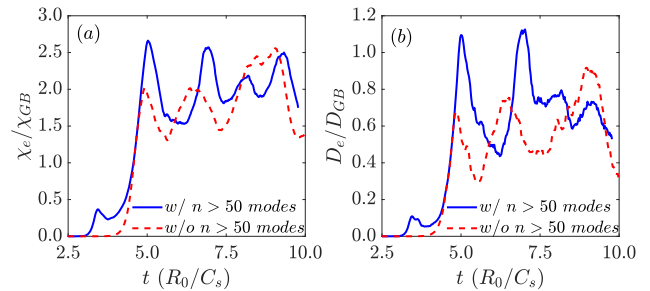 (a)
3.0
2.5
2.0
1.5
1.0
0.5
0.0
χe/χGB
w/ n > 50 modes
w/o n > 50 modes
2.5 5.0 7.5 10.0
t (R0/Cs)
(b)
1.2
1.0
0.8
0.6
0.4
0.2
0.0
De/DGB
w/ n > 50 modes
w/o n > 50 modes
2.5 5.0 7.5 10.0
t (R0/Cs)